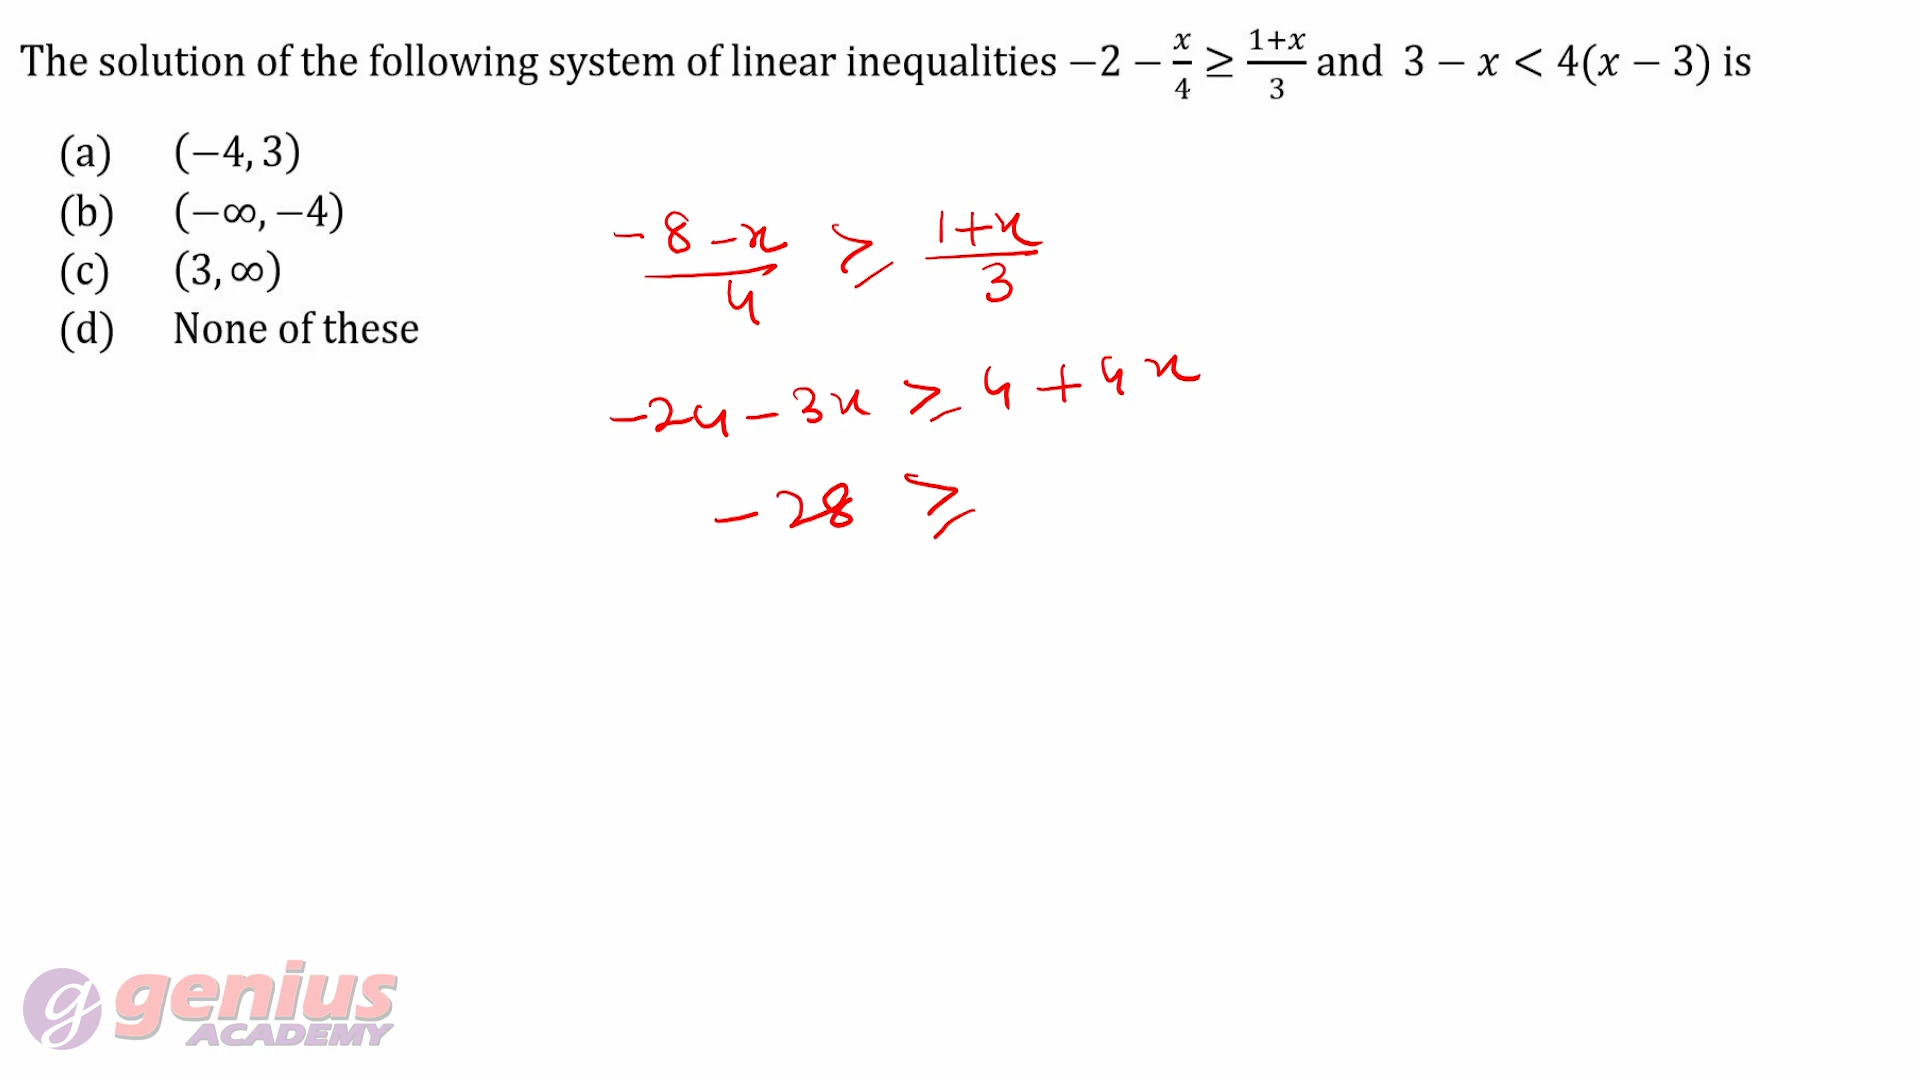 The solution of the following system of linear inequalities −2 − x/4 ≥ (1+x)/3 and 3 − x < 4(x − 3) is
(a) (−4, 3)
(b) (−∞, −4)
(c) (3, ∞)
(d) None of these
(-8-x)/4 ≥ (1+x)/3
-24-3x ≥ 4+4x
-28 ≥
g genius
ACADEMY